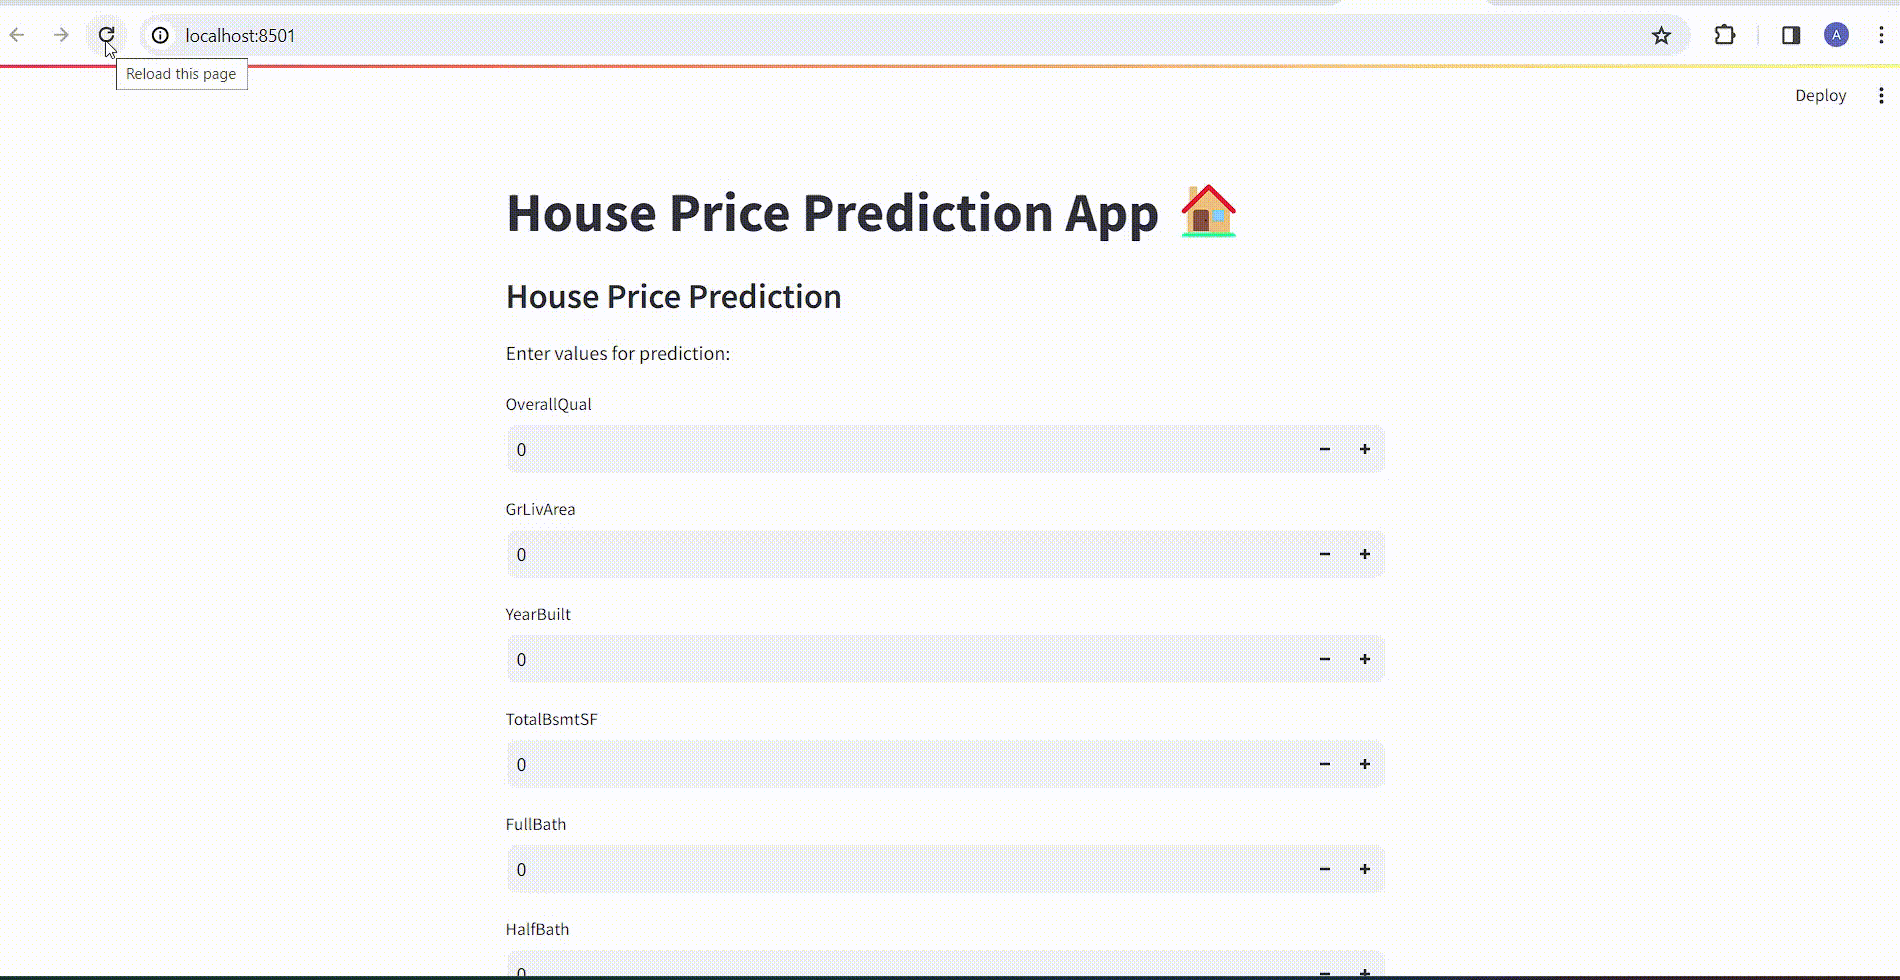 localhost:8501
A
Reload this page
Deploy
House Price Prediction App
House Price Prediction
Enter values for prediction:
OverallQual
0
GrLivArea
0
YearBuilt
0
TotalBsmtSF
0
FullBath
0
HalfBath
0